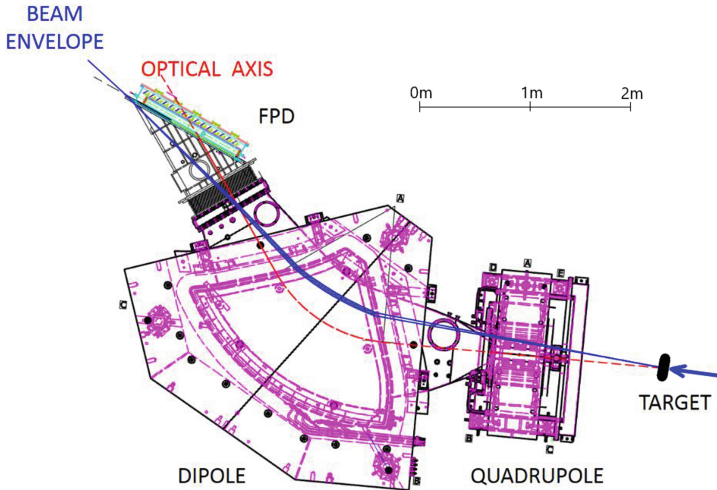 BEAM
ENVELOPE
OPTICAL AXIS
FPD
0m 1m 2m
A
D A E
C
TARGET
B C
B
DIPOLE QUADRUPOLE